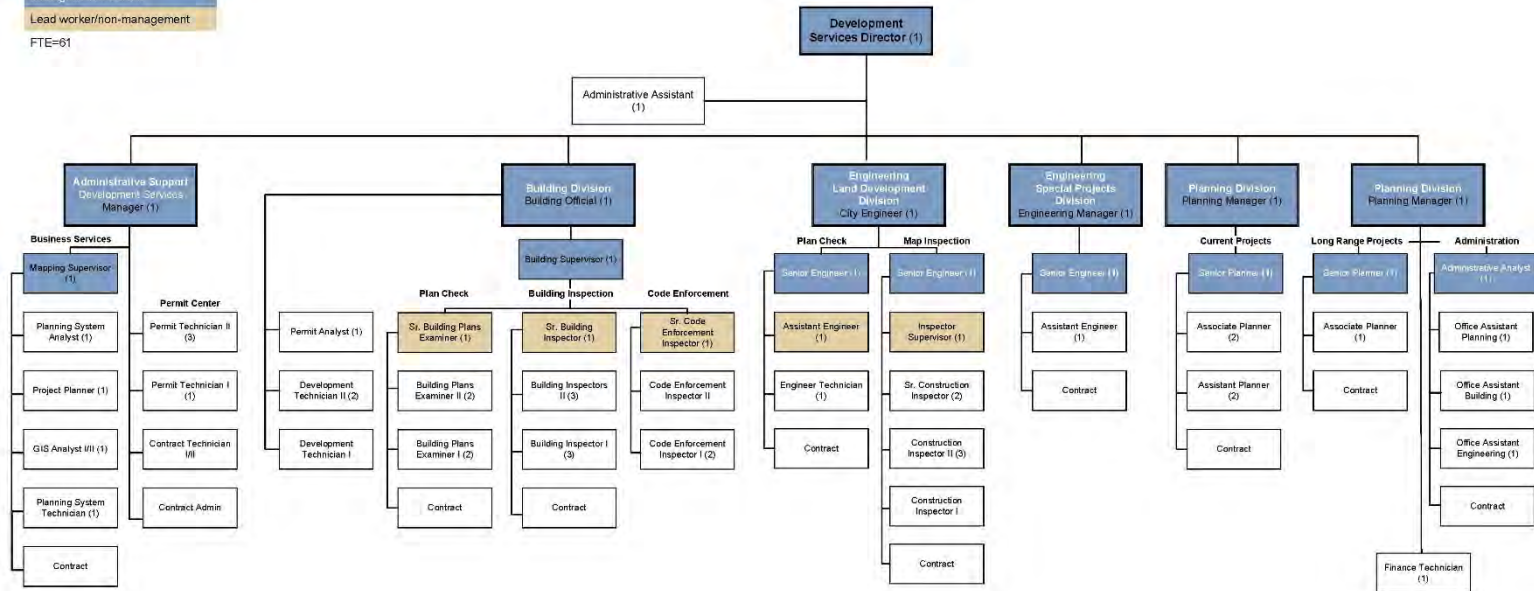 Lead worker/non-management
FTE=61
Development
Services Director (1)
Administrative Assistant
(1)
Administrative Support
Development Services
Manager (1)
Building Division
Building Official (1)
Engineering
Land Development
Division
City Engineer (1)
Engineering
Special Projects
Division
Engineering Manager (1)
Planning Division
Planning Manager (1)
Planning Division
Planning Manager (1)
Business Services
Mapping Supervisor
(1)
Planning System
Analyst (1)
Project Planner (1)
GIS Analyst I/II (1)
Planning System
Technician (1)
Contract
Permit Center
Permit Technician II
(3)
Permit Technician I
(1)
Contract Technician
I/II
Contract Admin
Building Supervisor (1)
Permit Analyst (1)
Development
Technician II (2)
Development
Technician I
Plan Check
Sr. Building Plans
Examiner (1)
Building Plans
Examiner II (2)
Building Plans
Examiner I (2)
Contract
Building Inspection
Sr. Building
Inspector (1)
Building Inspectors
II (3)
Building Inspector I
(3)
Contract
Code Enforcement
Sr. Code
Enforcement
Inspector (1)
Code Enforcement
Inspector II
Code Enforcement
Inspector I (2)
Plan Check
Senior Engineer (1)
Assistant Engineer
(1)
Engineer Technician
(1)
Contract
Map Inspection
Senior Engineer (1)
Inspector
Supervisor (1)
Sr. Construction
Inspector (2)
Construction
Inspector II (3)
Construction
Inspector I
Contract
Senior Engineer (1)
Assistant Engineer
(1)
Contract
Current Projects
Senior Planner (1)
Associate Planner
(2)
Assistant Planner
(2)
Contract
Long Range Projects
Senior Planner (1)
Associate Planner
(1)
Contract
Administration
Administrative Analyst
(1)
Office Assistant
Planning (1)
Office Assistant
Building (1)
Office Assistant
Engineering (1)
Contract
Finance Technician
(1)